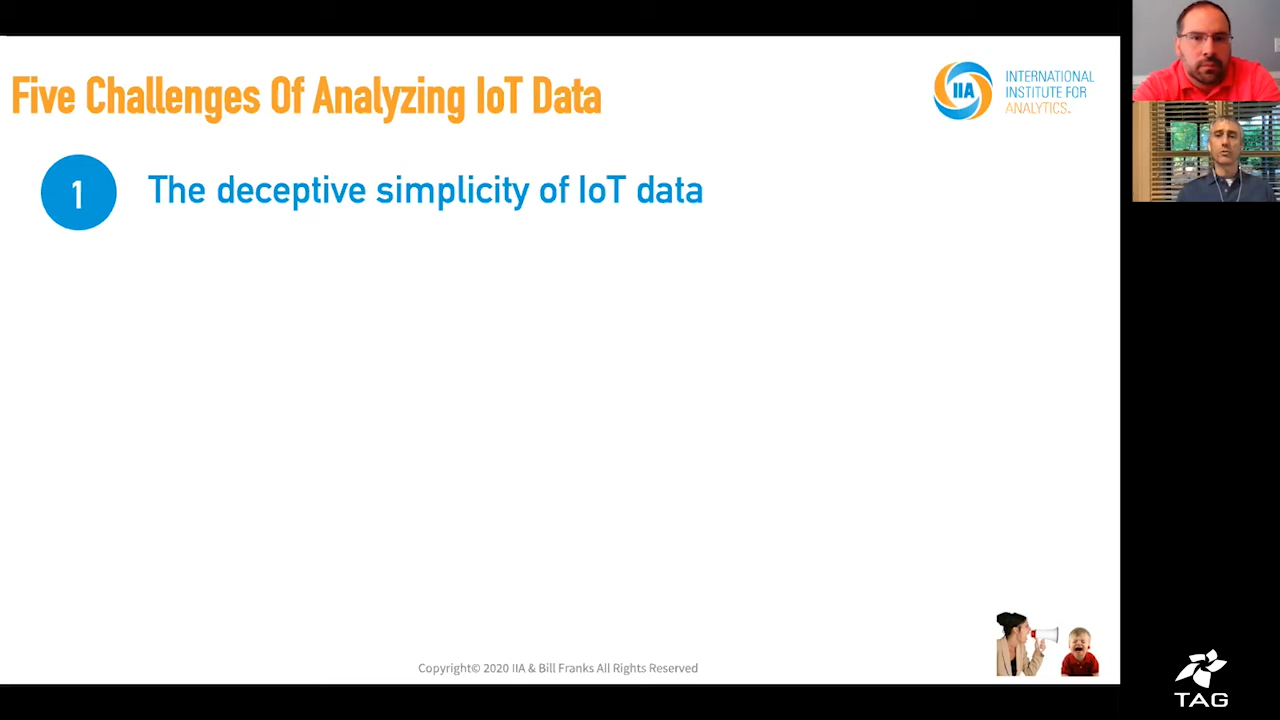 Five Challenges Of Analyzing IoT Data
IIA
INTERNATIONAL
INSTITUTE FOR
ANALYTICS.
1
The deceptive simplicity of IoT data
Copyright© 2020 IIA & Bill Franks All Rights Reserved
TAG